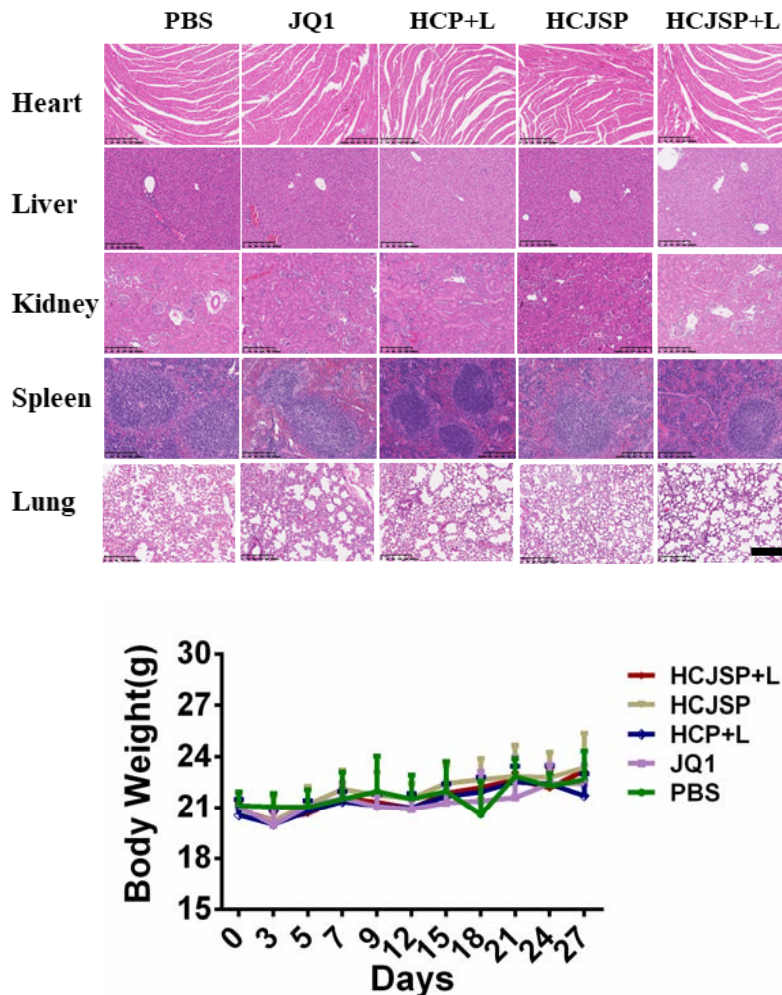 PBS JQ1 HCP+L HCJSP HCJSP+L
Heart
Liver
Kidney
Spleen
Lung
Body Weight(g)
30
27
24
21
18
15
0 3 5 7 9 12 15 18 21 24 27
Days
HCJSP+L
HCJSP
HCP+L
JQ1
PBS